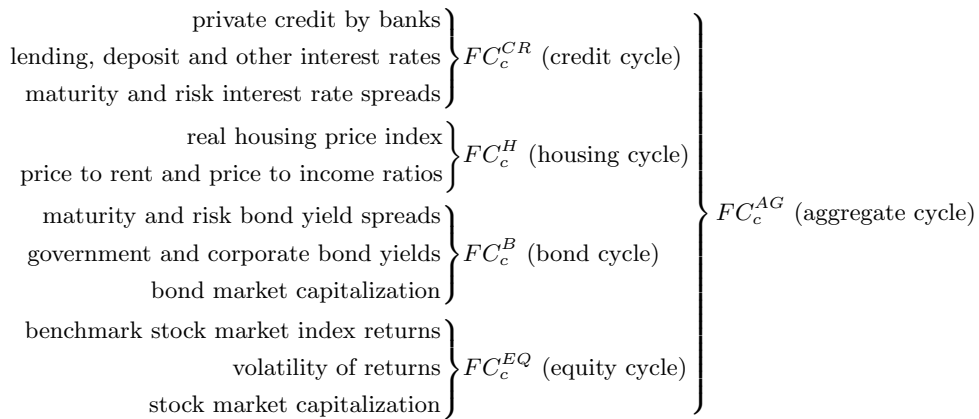 private credit by banks
lending, deposit and other interest rates
maturity and risk interest rate spreads
FC_c^{CR} (credit cycle)
real housing price index
price to rent and price to income ratios
FC_c^{H} (housing cycle)
maturity and risk bond yield spreads
government and corporate bond yields
bond market capitalization
FC_c^{B} (bond cycle)
benchmark stock market index returns
volatility of returns
stock market capitalization
FC_c^{EQ} (equity cycle)
FC_c^{AG} (aggregate cycle)